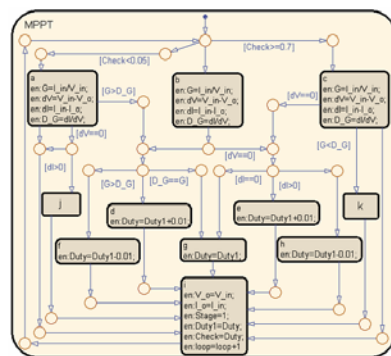 MPPT
[Check<0.05]
[Check>=0.7]
a
en:G=I_in/V_in;
en:dV=V_in-V_o;
en:dI=I_in-I_o;
en:D_G=dI/dV;
[G>D_G]
b
en:G=I_in/V_in;
en:dV=V_in-V_o;
en:dI=I_in-I_o;
en:D_G=dI/dV;
c
en:G=I_in/V_in;
en:dV=V_in-V_o;
en:dI=I_in-I_o;
en:D_G=dI/dV;
[dV==0]
[G<D_G]
[dV==0]
[dV==0]
[dI>0]
[G>D_G]
[D_G==G]
[dI==0]
[dI>0]
j
k
d
en:Duty=Duty1+0.01;
e
en:Duty=Duty1+0.01;
f
en:Duty=Duty1-0.01;
g
en:Duty=Duty1;
h
en:Duty=Duty1-0.01;
i
en:V_o=V_in;
en:I_o=I_in;
en:Stage=1;
en:Duty1=Duty;
en:Check=Duty;
en:loop=loop+1